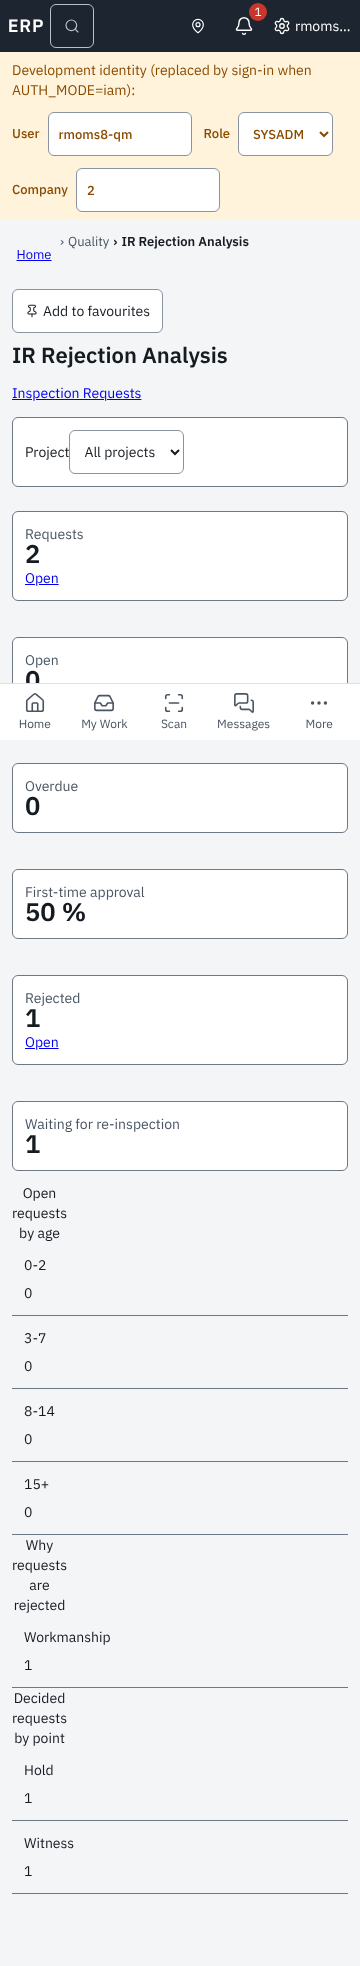 ERP
1
rmoms...
Development identity (replaced by sign-in when
AUTH_MODE=iam):
User rmoms8-qm Role SYSADM
Company 2
Home › Quality › IR Rejection Analysis
Add to favourites
IR Rejection Analysis
Inspection Requests
Project All projects
Requests
2
Open
Open
0
Home My Work Scan Messages More
Overdue
0
First-time approval
50 %
Rejected
1
Open
Waiting for re-inspection
1
Open
requests
by age
0-2
0
3-7
0
8-14
0
15+
0
Why
requests
are
rejected
Workmanship
1
Decided
requests
by point
Hold
1
Witness
1